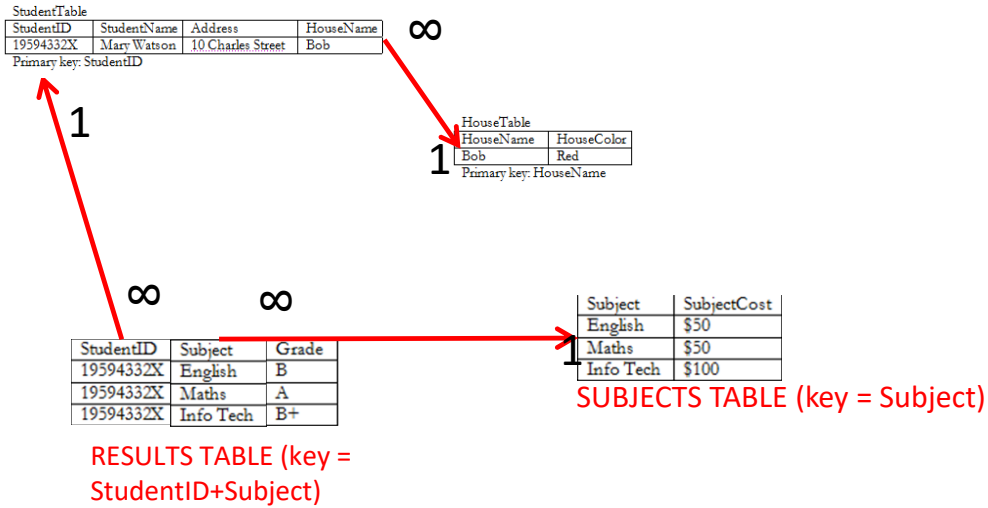 StudentTable
StudentID StudentName Address HouseName
19594332X Mary Watson 10 Charles Street Bob
Primary key: StudentID
∞
1
HouseTable
HouseName HouseColor
Bob Red
Primary key: HouseName
1
∞
∞
StudentID Subject Grade
19594332X English B
19594332X Maths A
19594332X Info Tech B+
RESULTS TABLE (key =
StudentID+Subject)
Subject SubjectCost
English $50
Maths $50
Info Tech $100
1
SUBJECTS TABLE (key = Subject)